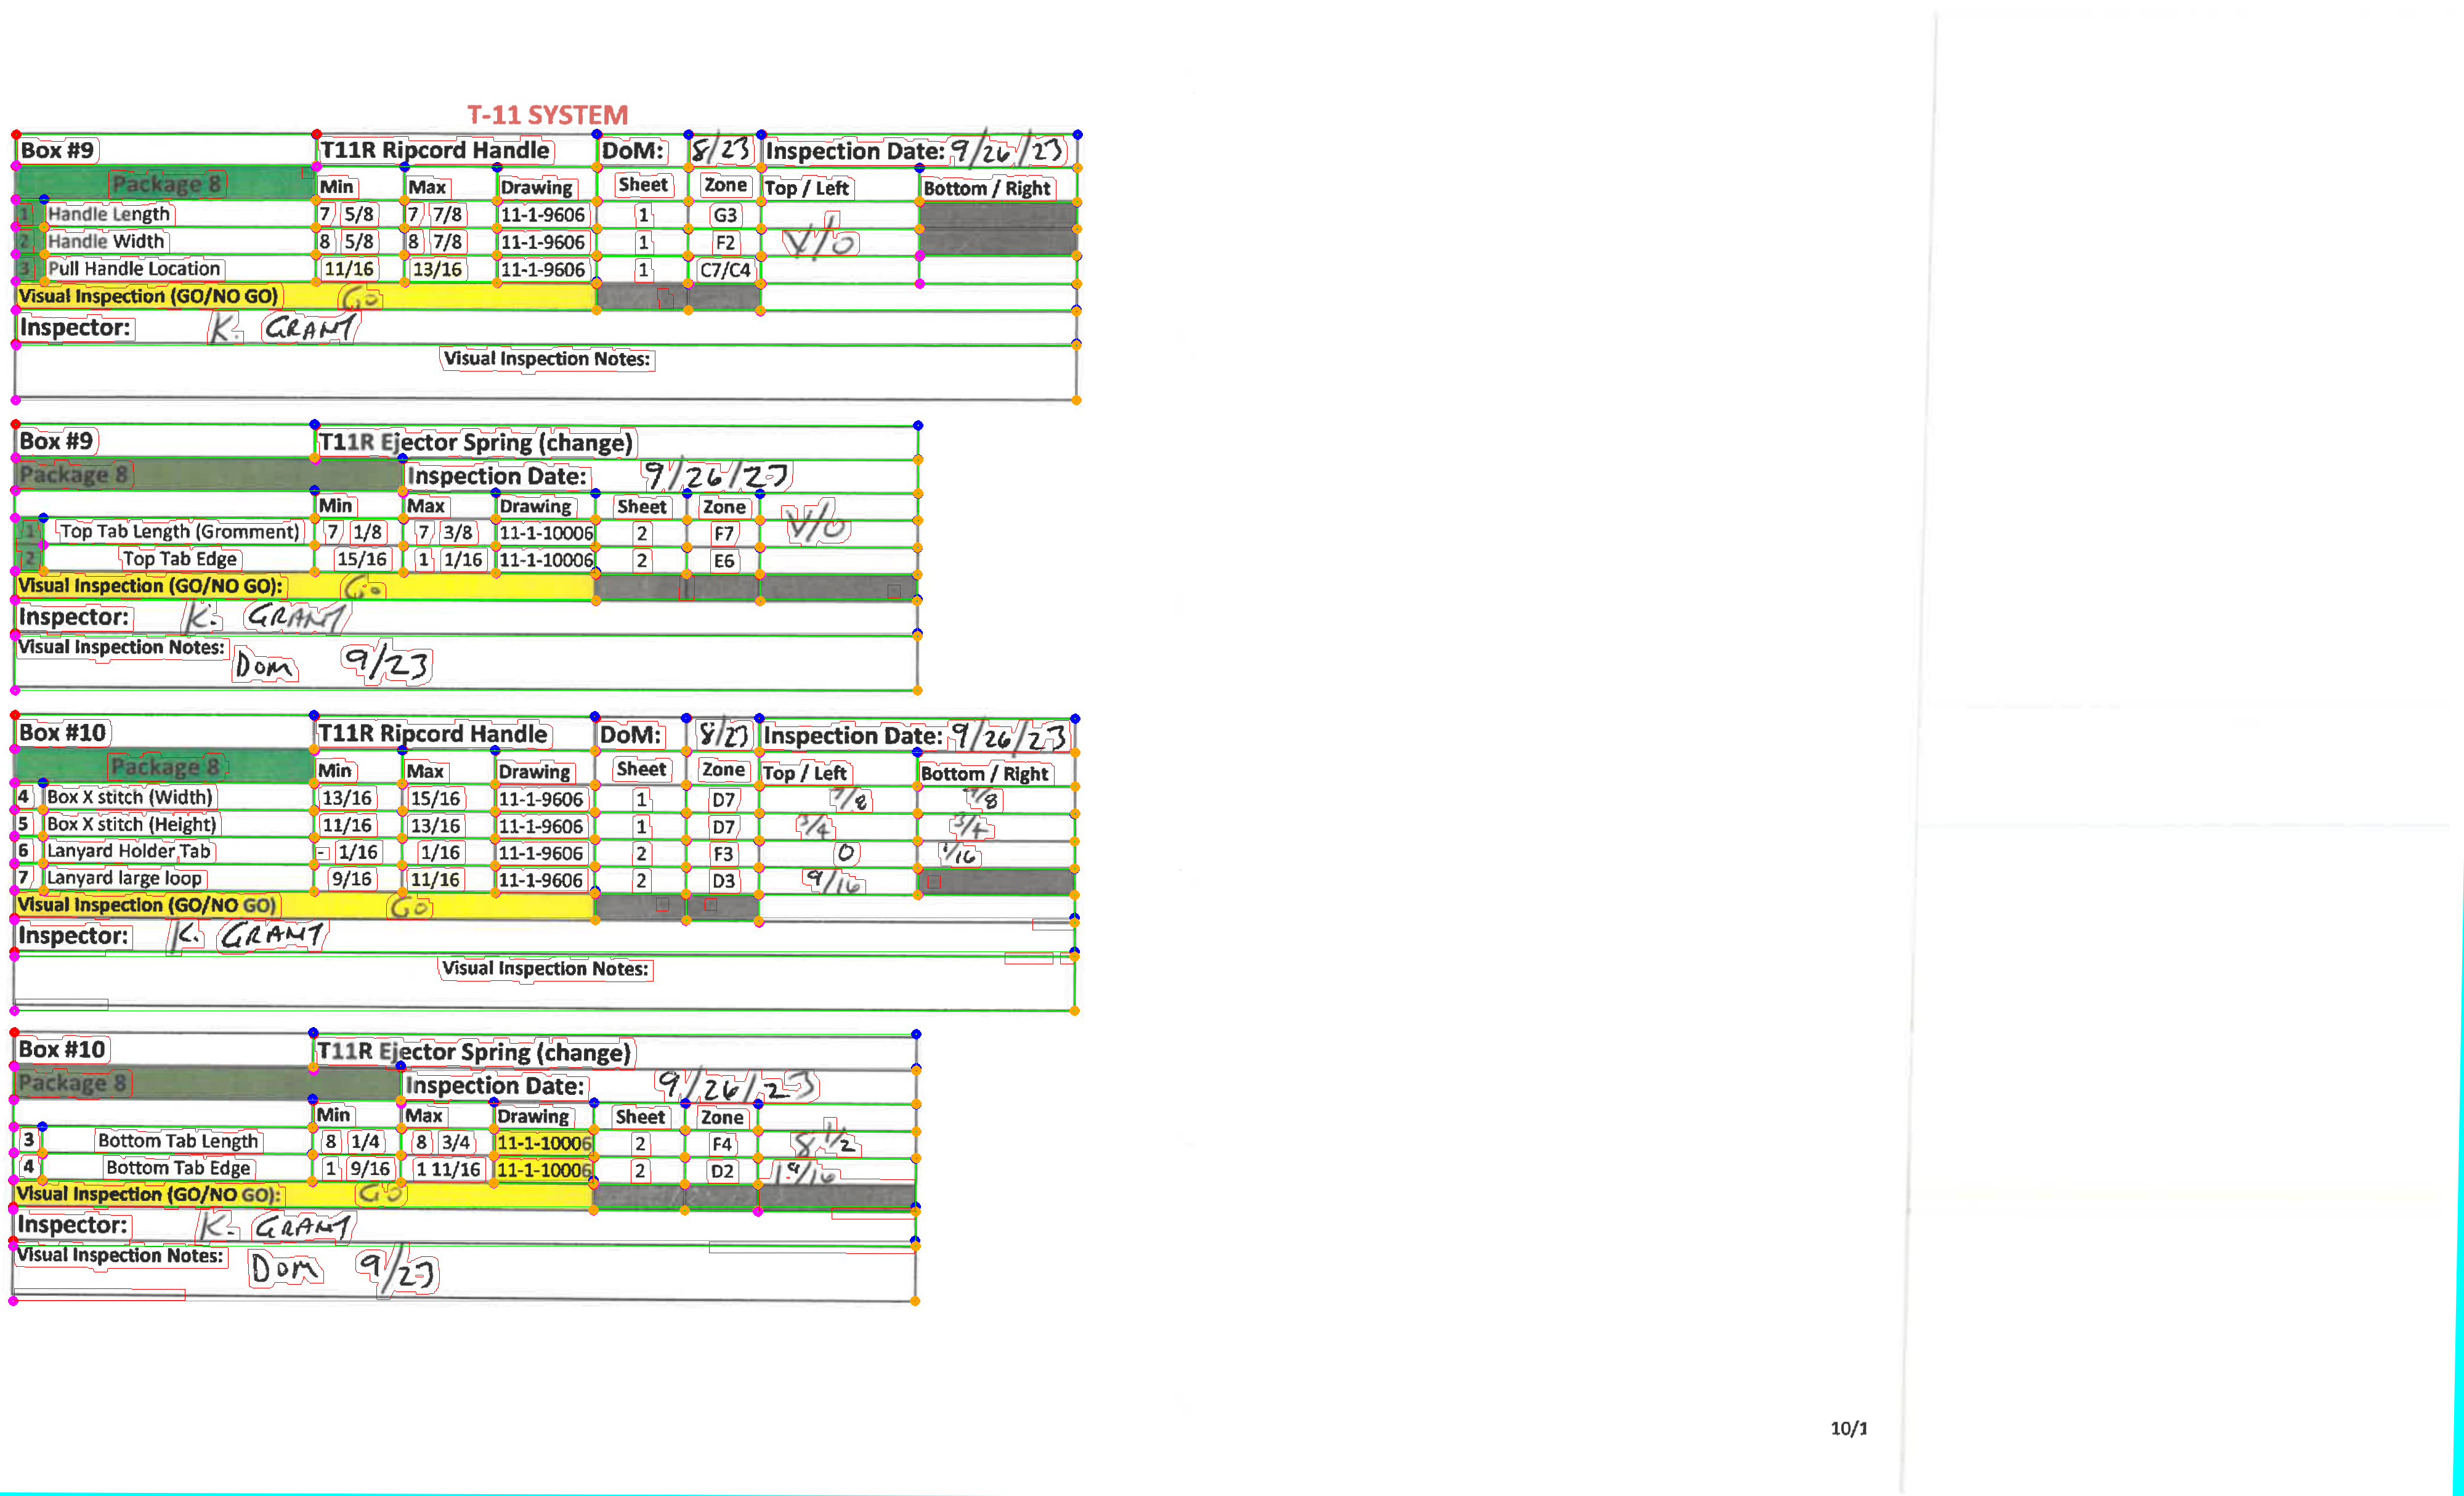 T-11 SYSTEM
Box #9 T11R Ripcord Handle DoM: 8/23 Inspection Date: 9/26/23
Package 8 Min Max Drawing Sheet Zone Top / Left Bottom / Right
1 Handle Length 7 5/8 7 7/8 11-1-9606 1 G3
2 Handle Width 8 5/8 8 7/8 11-1-9606 1 F2 V/O
3 Pull Handle Location 11/16 13/16 11-1-9606 1 C7/C4
Visual Inspection (GO/NO GO) GO
Inspector: K. GRANT
Visual Inspection Notes:
Box #9 T11R Ejector Spring (change)
Package 8 Inspection Date: 9/26/23
Min Max Drawing Sheet Zone
1 Top Tab Length (Gromment) 7 1/8 7 3/8 11-1-10006 2 F7 V/O
2 Top Tab Edge 15/16 1 1/16 11-1-10006 2 E6
Visual Inspection (GO/NO GO): Go
Inspector: K. GRANT
Visual Inspection Notes:
Dom 9/23
Box #10 T11R Ripcord Handle DoM: 8/23 Inspection Date: 9/26/23
Package 8 Min Max Drawing Sheet Zone Top / Left Bottom / Right
4 Box X stitch (Width) 13/16 15/16 11-1-9606 1 D7 7/8 7/8
5 Box X stitch (Height) 11/16 13/16 11-1-9606 1 D7 3/4 3/4
6 Lanyard Holder Tab - 1/16 1/16 11-1-9606 2 F3 0 1/16
7 Lanyard large loop 9/16 11/16 11-1-9606 2 D3 9/16
Visual Inspection (GO/NO GO) GO
Inspector: K. GRANT
Visual Inspection Notes:
Box #10 T11R Ejector Spring (change)
Package 8 Inspection Date: 9/26/23
Min Max Drawing Sheet Zone
3 Bottom Tab Length 8 1/4 8 3/4 11-1-10006 2 F4 8 1/2
4 Bottom Tab Edge 1 9/16 1 11/16 11-1-10006 2 D2 1 9/16
Visual Inspection (GO/NO GO): GO
Inspector: K. GRANT
Visual Inspection Notes:
Dom 9/23
10/1